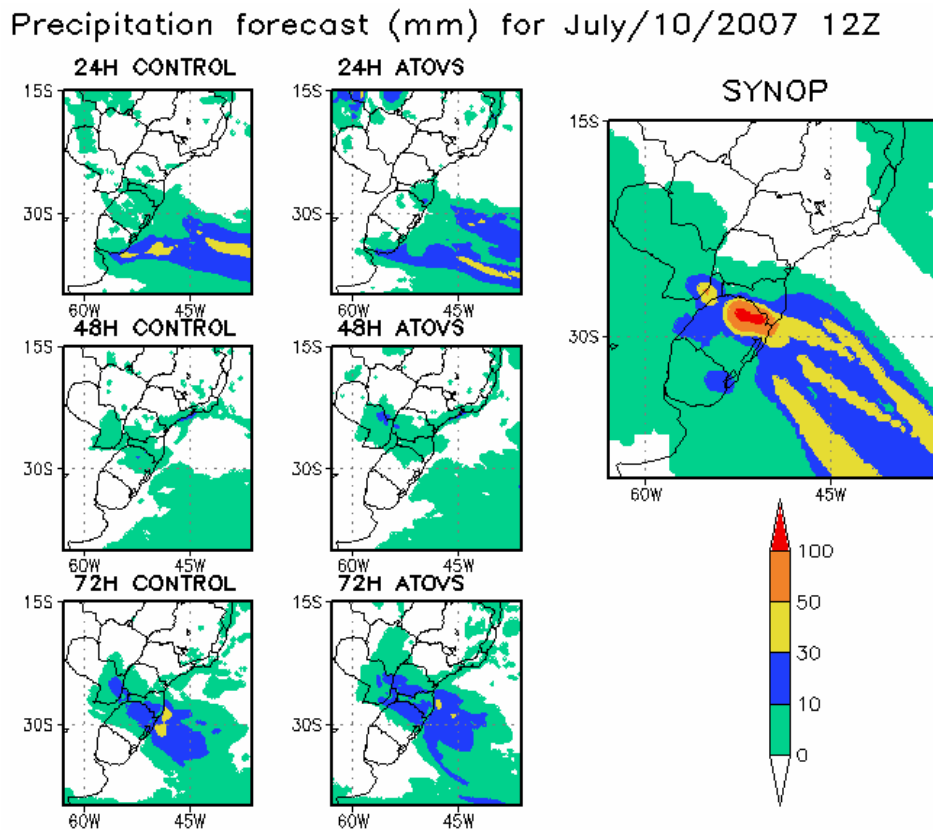 Precipitation forecast (mm) for July/10/2007 12Z
24H CONTROL
15S
30S
60W 45W
24H ATOVS
15S
30S
60W 45W
SYNOP
15S
30S
60W 45W
48H CONTROL
15S
30S
60W 45W
48H ATOVS
15S
30S
60W 45W
72H CONTROL
15S
30S
60W 45W
72H ATOVS
15S
30S
60W 45W
100
50
30
10
0